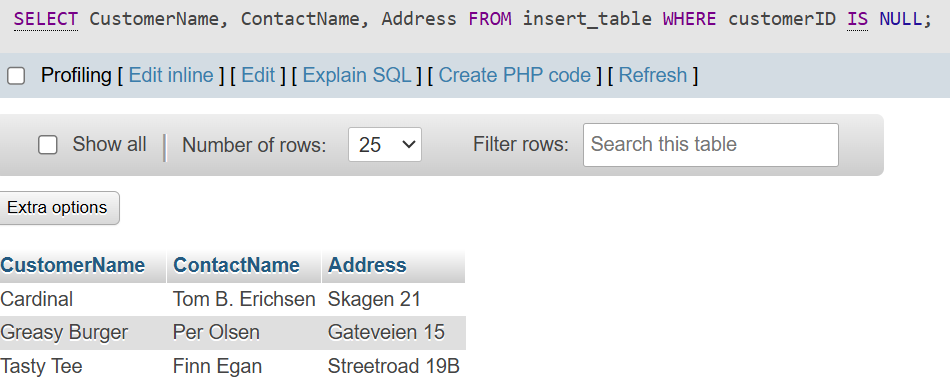 SELECT CustomerName, ContactName, Address FROM insert_table WHERE customerID IS NULL;
Profiling [ Edit inline ] [ Edit ] [ Explain SQL ] [ Create PHP code ] [ Refresh ]
Show all Number of rows: 25 Filter rows: Search this table
Extra options
CustomerName ContactName Address
Cardinal Tom B. Erichsen Skagen 21
Greasy Burger Per Olsen Gateveien 15
Tasty Tee Finn Egan Streetroad 19B